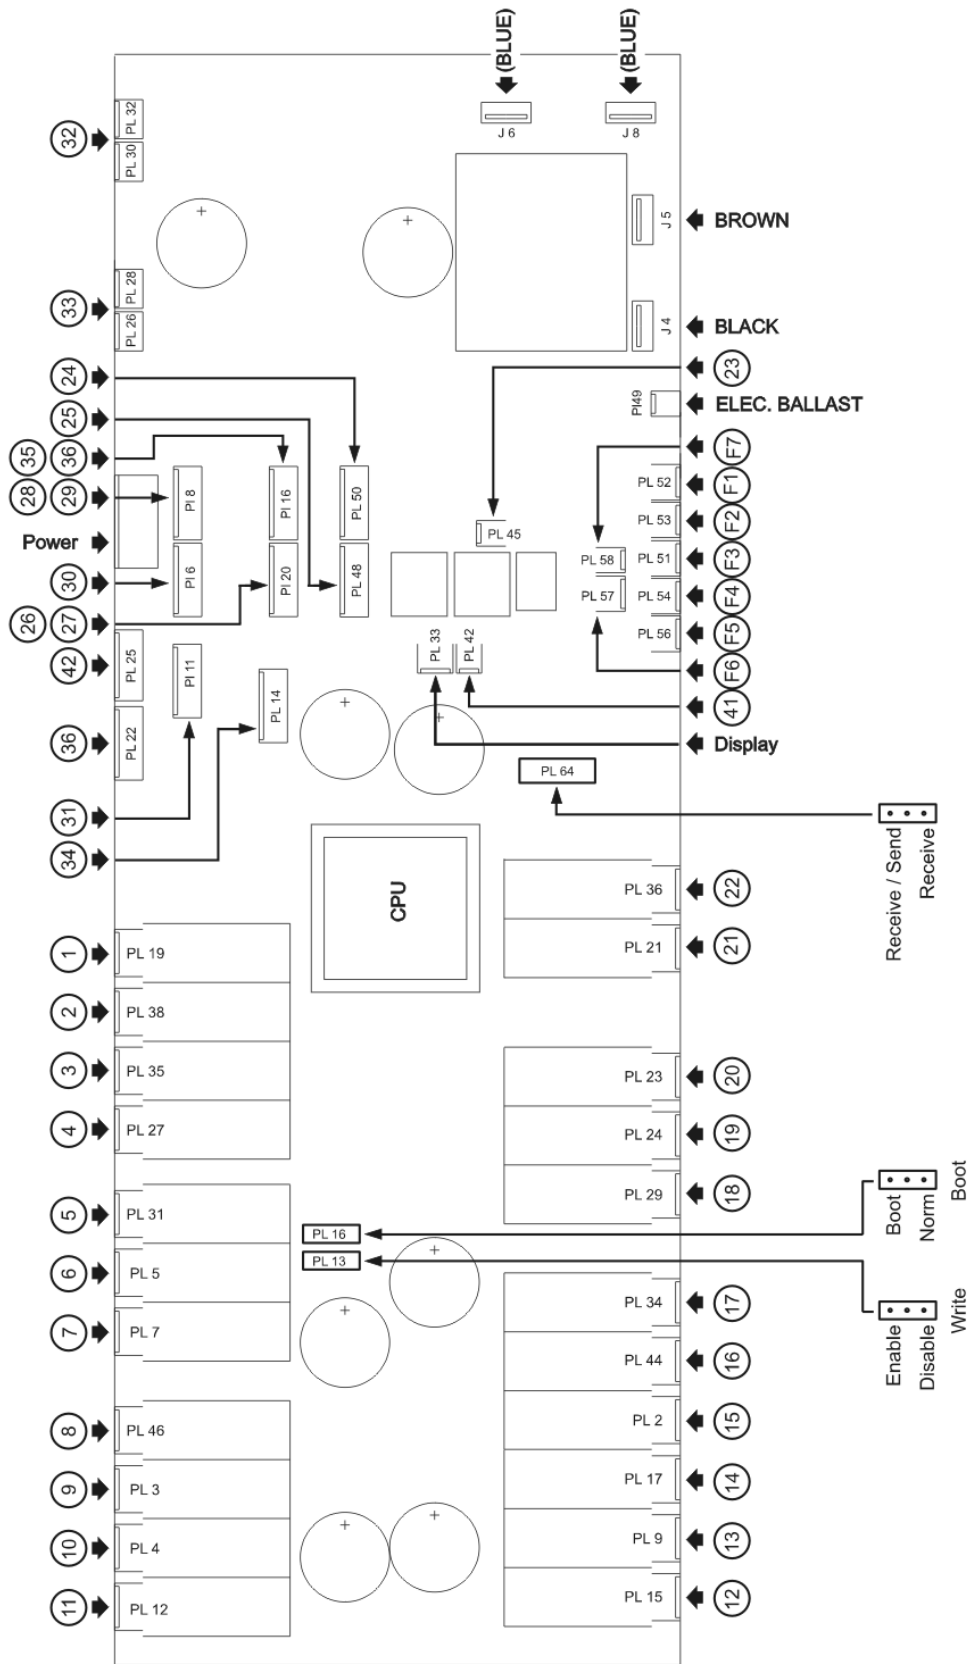 (BLUE)
(BLUE)
J 6
J 8
32
PL 32
PL 30
J 5
BROWN
33
PL 28
PL 26
J 4
BLACK
24
23
25
PI49
ELEC. BALLAST
35
36
F7
28
29
PI 8
PI 16
PL 50
PL 45
PL 52
F1
PL 53
F2
Power
PL 58
PL 51
F3
30
PI 6
PI 20
PL 48
PL 57
PL 54
F4
26
27
PL 56
F5
42
PL 25
PI 11
PL 33
PL 42
F6
PL 14
41
36
PL 22
Display
PL 64
31
34
Receive / Send
Receive
CPU
PL 36
22
1
PL 19
PL 21
21
2
PL 38
3
PL 35
PL 23
20
4
PL 27
PL 24
19
PL 29
18
Boot
Norm
Boot
5
PL 31
PL 16
6
PL 5
PL 13
7
PL 7
PL 34
17
Enable
Disable
Write
PL 44
16
8
PL 46
PL 2
15
9
PL 3
PL 17
14
10
PL 4
PL 9
13
11
PL 12
PL 15
12